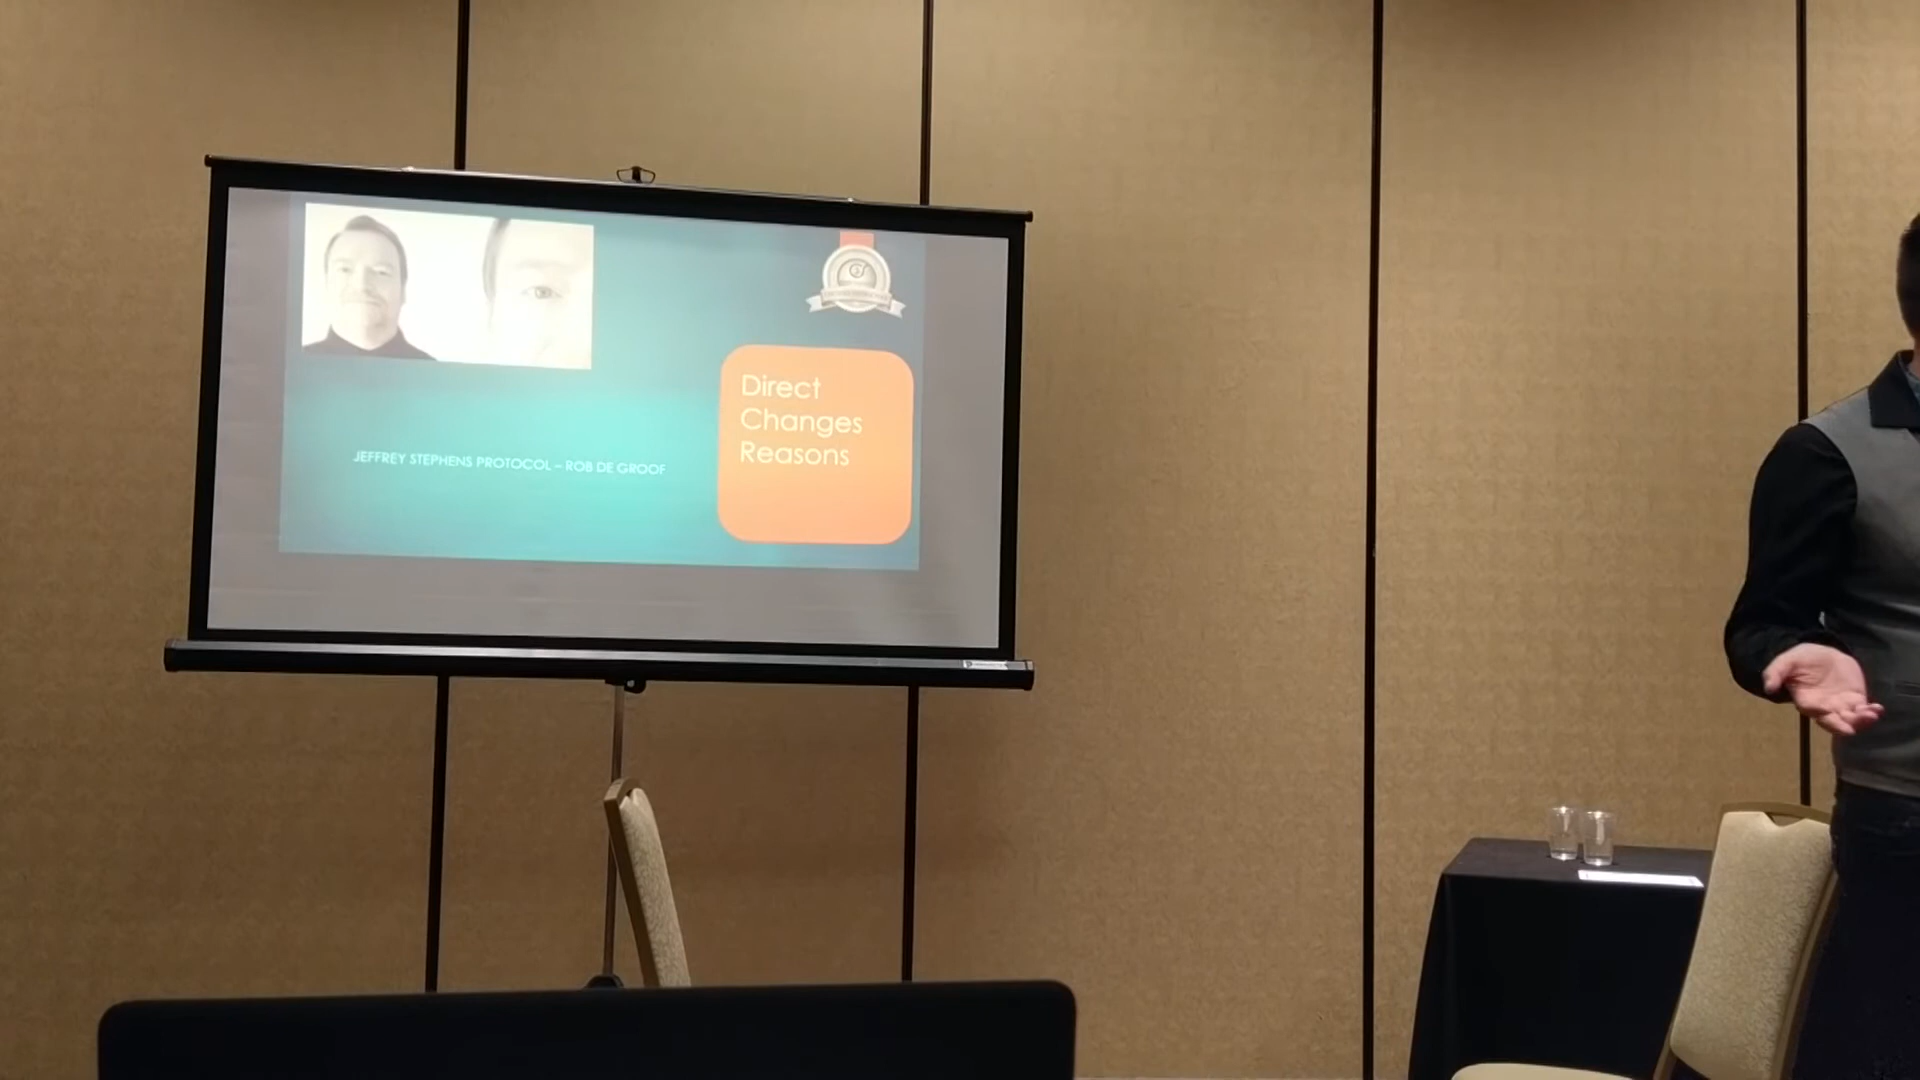 JEFFREY STEPHENS PROTOCOL – ROB DE GROOF
Direct
Changes
Reasons